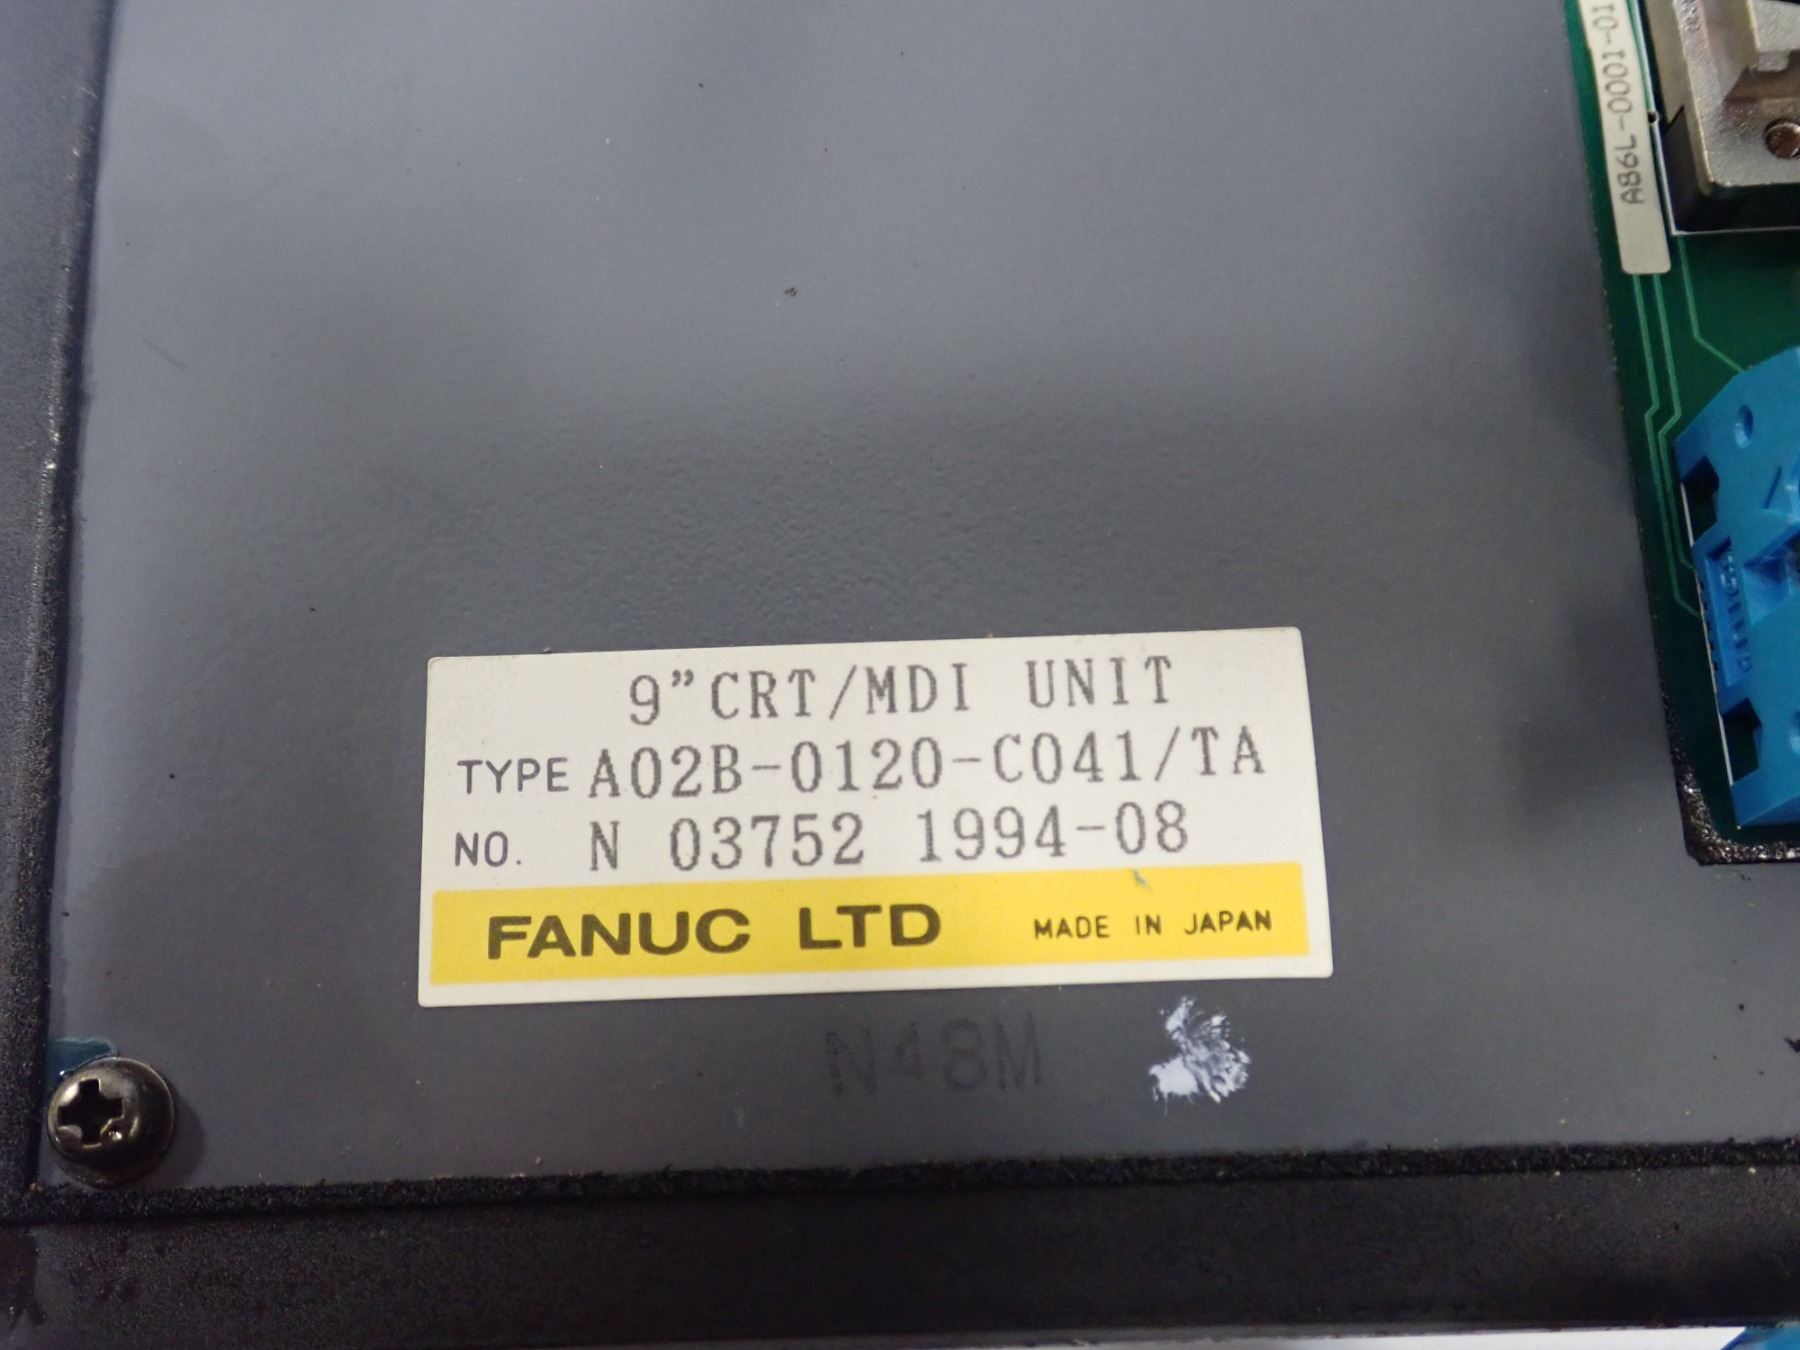 A86L-0001-01
9”CRT/MDI UNIT
TYPE A02B-0120-C041/TA
NO. N 03752 1994-08
FANUC LTD MADE IN JAPAN
N48M